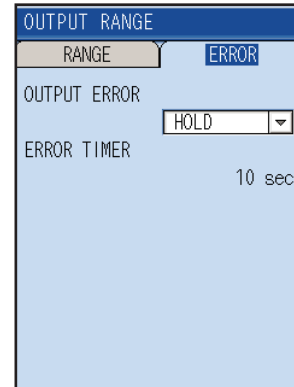 OUTPUT RANGE
RANGE ERROR
OUTPUT ERROR
HOLD
ERROR TIMER
10 sec